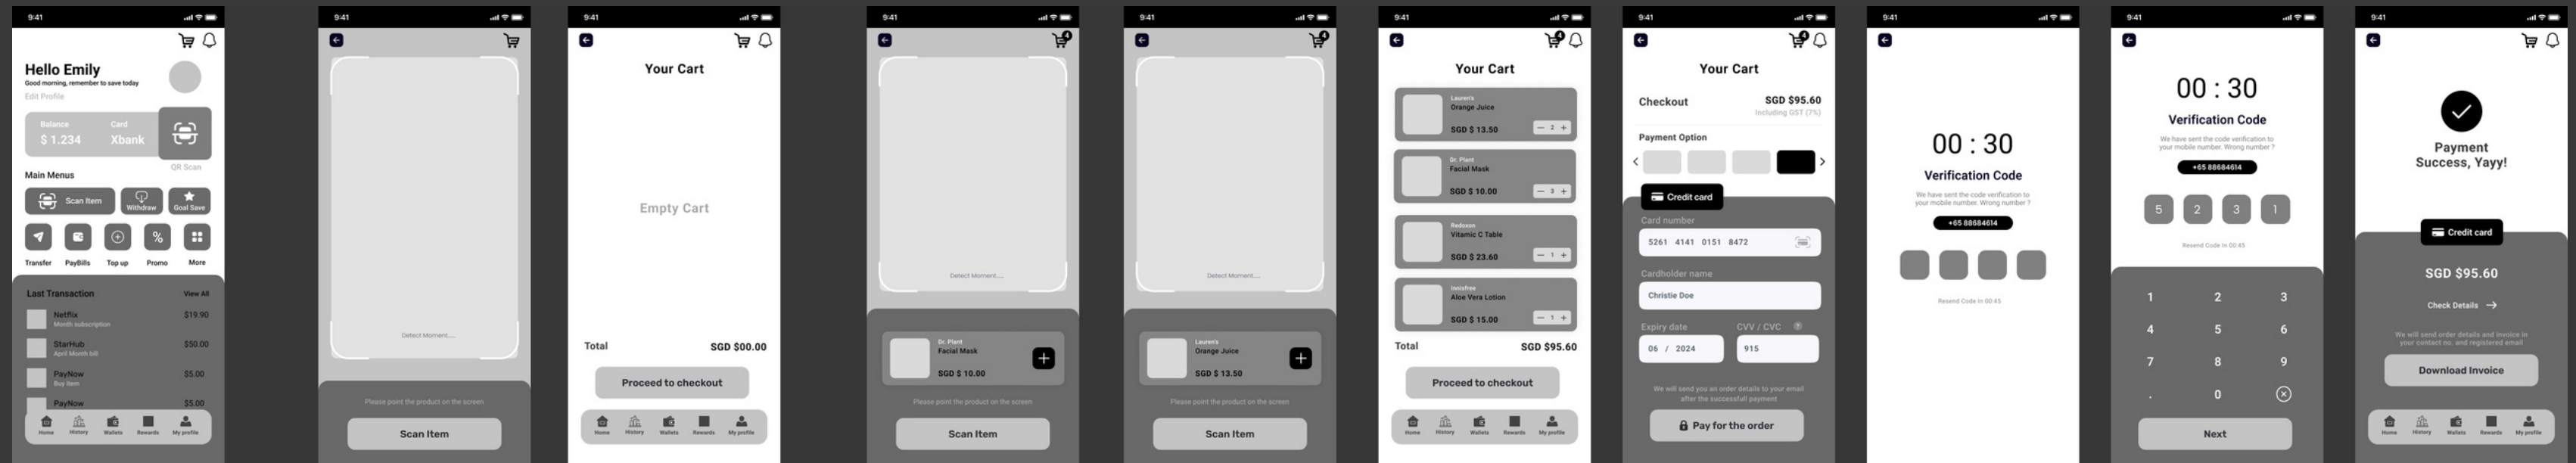 9:41
Hello Emily
Good morning, remember to save today
Edit Profile
Balance
Card
$ 1.234
Xbank
QR Scan
Main Menus
Scan Item
Withdraw
Goal Save
Transfer
PayBills
Top up
Promo
More
Last Transaction
View All
Netflix
$19.90
Month subscription
StarHub
$50.00
April Month bill
PayNow
$5.00
Buy item
PayNow
$5.00
Home
History
Wallets
Rewards
My profile
9:41
Detect Moment.....
Please point the product on the screen
Scan Item
9:41
Your Cart
Empty Cart
Total
SGD $00.00
Proceed to checkout
Home
History
Wallets
Rewards
My profile
9:41
4
Detect Moment.....
Dr. Plant
Facial Mask
SGD $ 10.00
Please point the product on the screen
Scan Item
9:41
4
Detect Moment.....
Lauren's
Orange Juice
SGD $ 13.50
Please point the product on the screen
Scan Item
9:41
4
Your Cart
Lauren's
Orange Juice
SGD $ 13.50
2
Dr. Plant
Facial Mask
SGD $ 10.00
3
Redoxon
Vitamic C Table
SGD $ 23.60
1
Innisfree
Aloe Vera Lotion
SGD $ 15.00
1
Total
SGD $95.60
Proceed to checkout
Home
History
Wallets
Rewards
My profile
9:41
4
Your Cart
Checkout
SGD $95.60
Including GST (7%)
Payment Option
Credit card
Card number
5261 4141 0151 8472
Cardholder name
Christie Doe
Expiry date
CVV / CVC
?
06 / 2024
915
We will send you an order details to your email
after the successfull payment
Pay for the order
9:41
00 : 30
Verification Code
We have sent the code verification to
your mobile number. Wrong number ?
+65 88684614
Resend Code In 00:45
9:41
00 : 30
Verification Code
We have sent the code verification to
your mobile number. Wrong number ?
+65 88684614
5 2 3 1
Resend Code In 00:45
1 2 3
4 5 6
7 8 9
. 0
Next
9:41
Payment
Success, Yayy!
Credit card
SGD $95.60
Check Details
We will send order details and invoice in
your contact no. and registered email
Download Invoice
Home
History
Wallets
Rewards
My profile